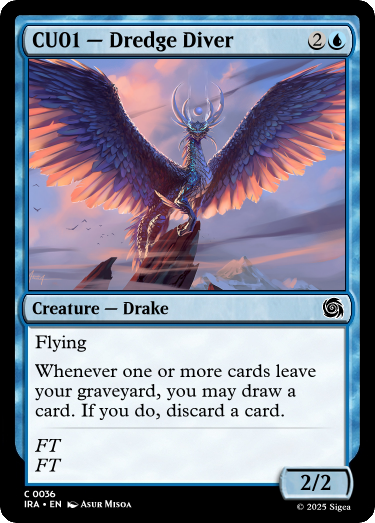 CU01 — Dredge Diver 2
Creature — Drake
Flying
Whenever one or more cards leave
your graveyard, you may draw a
card. If you do, discard a card.
FT
FT
2/2
C 0036
IRA • EN Asur Misoa
© 2025 Sigea